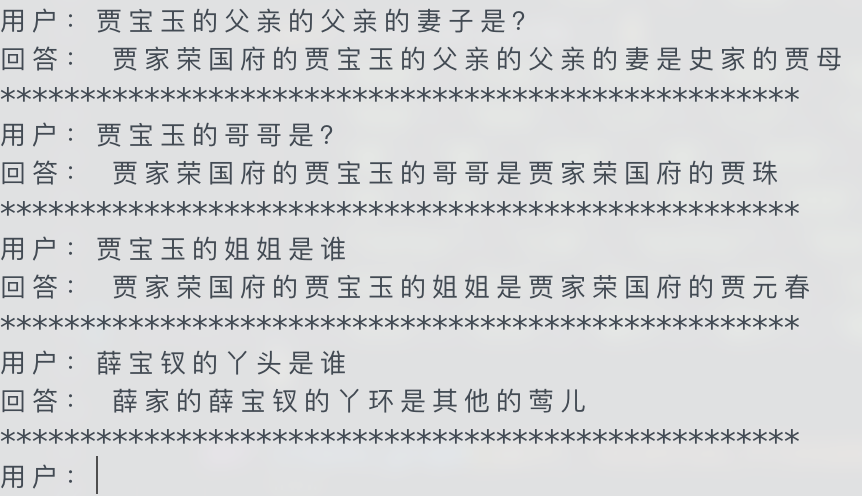 用户：贾宝玉的父亲的父亲的妻子是?
回答： 贾家荣国府的贾宝玉的父亲的父亲的妻是史家的贾母
**************************************************
用户：贾宝玉的哥哥是?
回答： 贾家荣国府的贾宝玉的哥哥是贾家荣国府的贾珠
**************************************************
用户：贾宝玉的姐姐是谁
回答： 贾家荣国府的贾宝玉的姐姐是贾家荣国府的贾元春
**************************************************
用户：薛宝钗的丫头是谁
回答： 薛家的薛宝钗的丫环是其他的莺儿
**************************************************
用户：